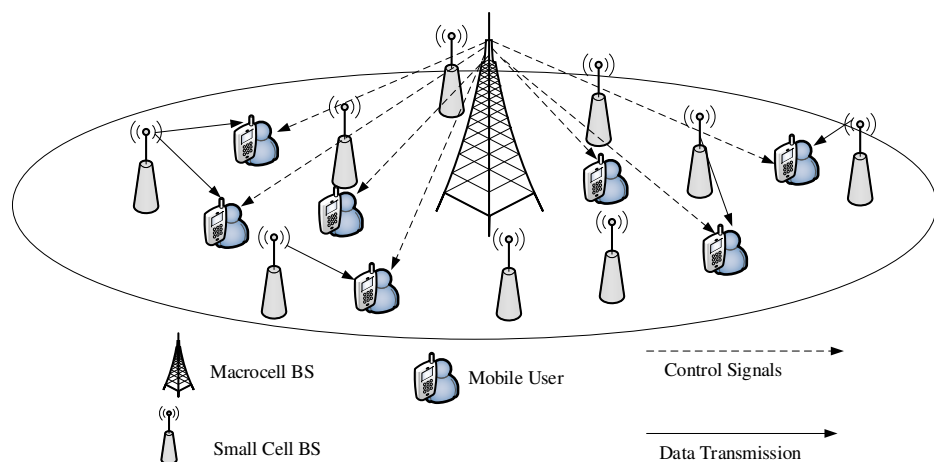 Macrocell BS
Mobile User
Control Signals
Small Cell BS
Data Transmission